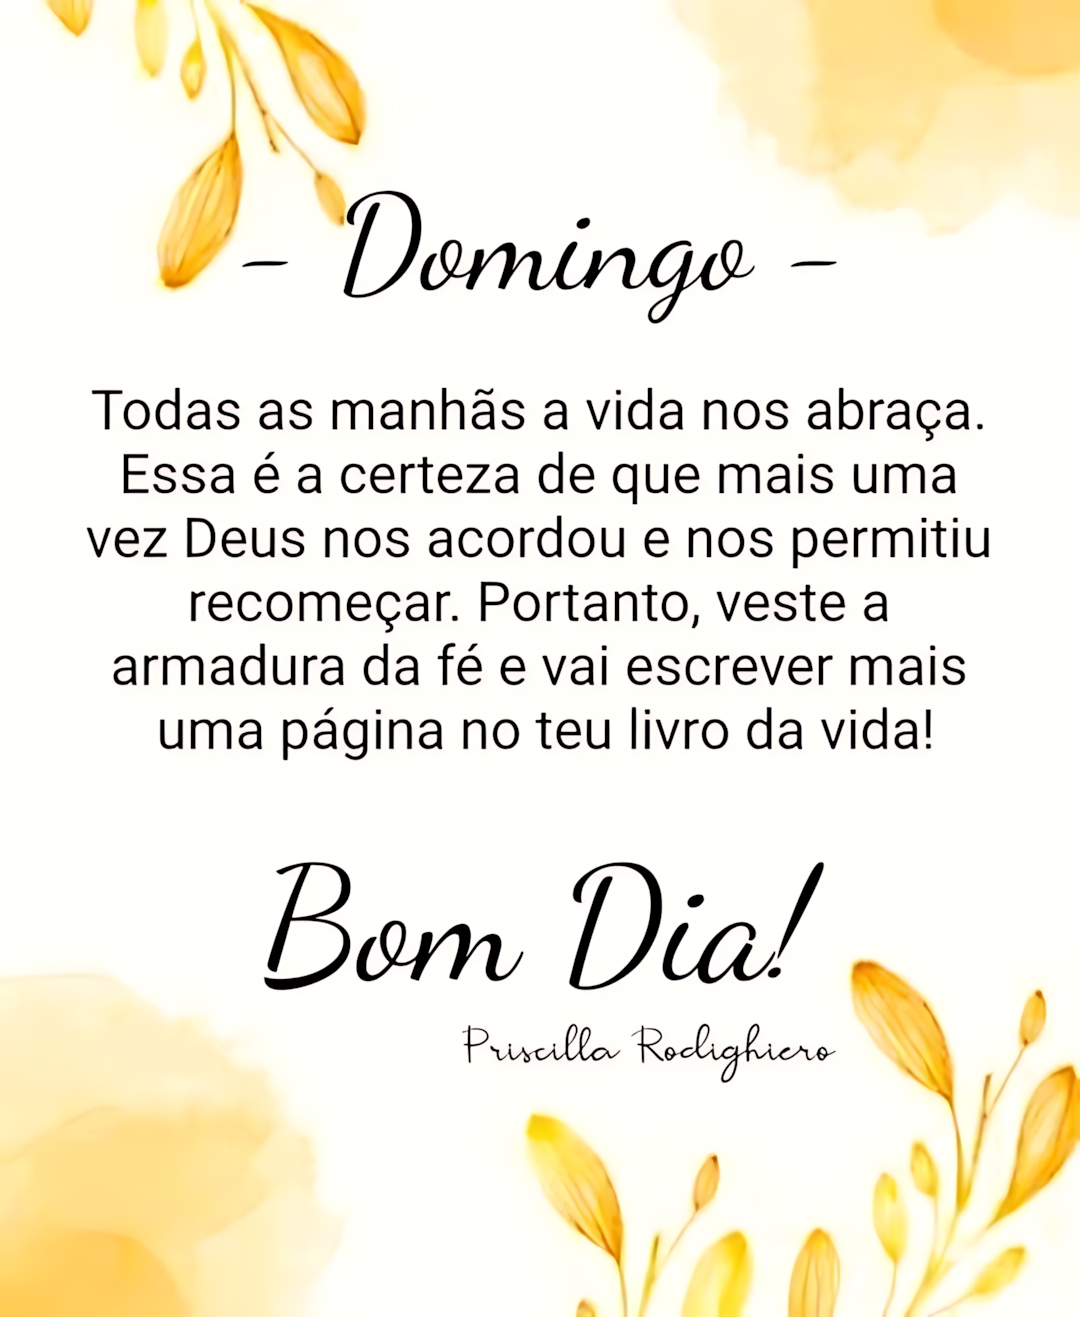 - Domingo -
Todas as manhãs a vida nos abraça.
Essa é a certeza de que mais uma
vez Deus nos acordou e nos permitiu
recomeçar. Portanto, veste a
armadura da fé e vai escrever mais
uma página no teu livro da vida!
Bom Dia!
Priscilla Rodighiero